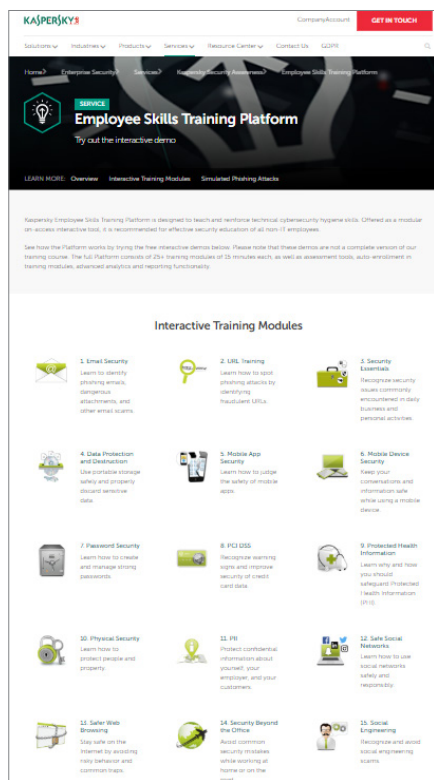 KASPERSKY
CompanyAccount
GET IN TOUCH
Solutions
Industries
Products
Services
Resource Center
Contact Us
GDPR
Home?
Enterprise Security?
Services?
Kaspersky Security Awareness?
Employee Skills Training Platform
SERVICE
Employee Skills Training Platform
Try out the interactive demo
LEARN MORE:
Overview
Interactive Training Modules
Simulated Phishing Attacks
Kaspersky Employee Skills Training Platform is designed to teach and reinforce technical cybersecurity hygiene skills. Offered as a modular
on-access interactive tool, it is recommended for effective security education of all non-IT employees.
See how the Platform works by trying the free interactive demos below. Please note that these demos are not a complete version of our
training course. The full Platform consists of 25+ training modules of 15 minutes each, as well as assessment tools, auto-enrollment in
training modules, advanced analytics and reporting functionality.
Interactive Training Modules
1. Email Security
Learn to identify
phishing emails,
dangerous
attachments, and
other email scams.
2. URL Training
Learn how to spot
phishing attacks by
identifying
fraudulent URLs.
3. Security
Essentials
Recognize security
issues commonly
encountered in daily
business and
personal activities.
4. Data Protection
and Destruction
Use portable storage
safely and properly
discard sensitive
data.
5. Mobile App
Security
Learn how to judge
the safety of mobile
apps.
6. Mobile Device
Security
Keep your
conversations and
information safe
while using a mobile
device.
7. Password Security
Learn how to create
and manage strong
passwords.
8. PCI DSS
Recognize warning
signs and improve
security of credit
card data.
9. Protected Health
Information
Learn why and how
you should
safeguard Protected
Health Information
(PHI).
10. Physical Security
Learn how to
protect people and
property.
11. PII
Protect confidential
information about
yourself, your
employer, and your
customers.
12. Safe Social
Networks
Learn how to use
social networks
safely and
responsibly.
13. Safer Web
Browsing
Stay safe on the
Internet by avoiding
risky behavior and
common traps.
14. Security Beyond
the Office
Avoid common
security mistakes
while working at
home or on the
15. Social
Engineering
Recognize and avoid
social engineering
scams